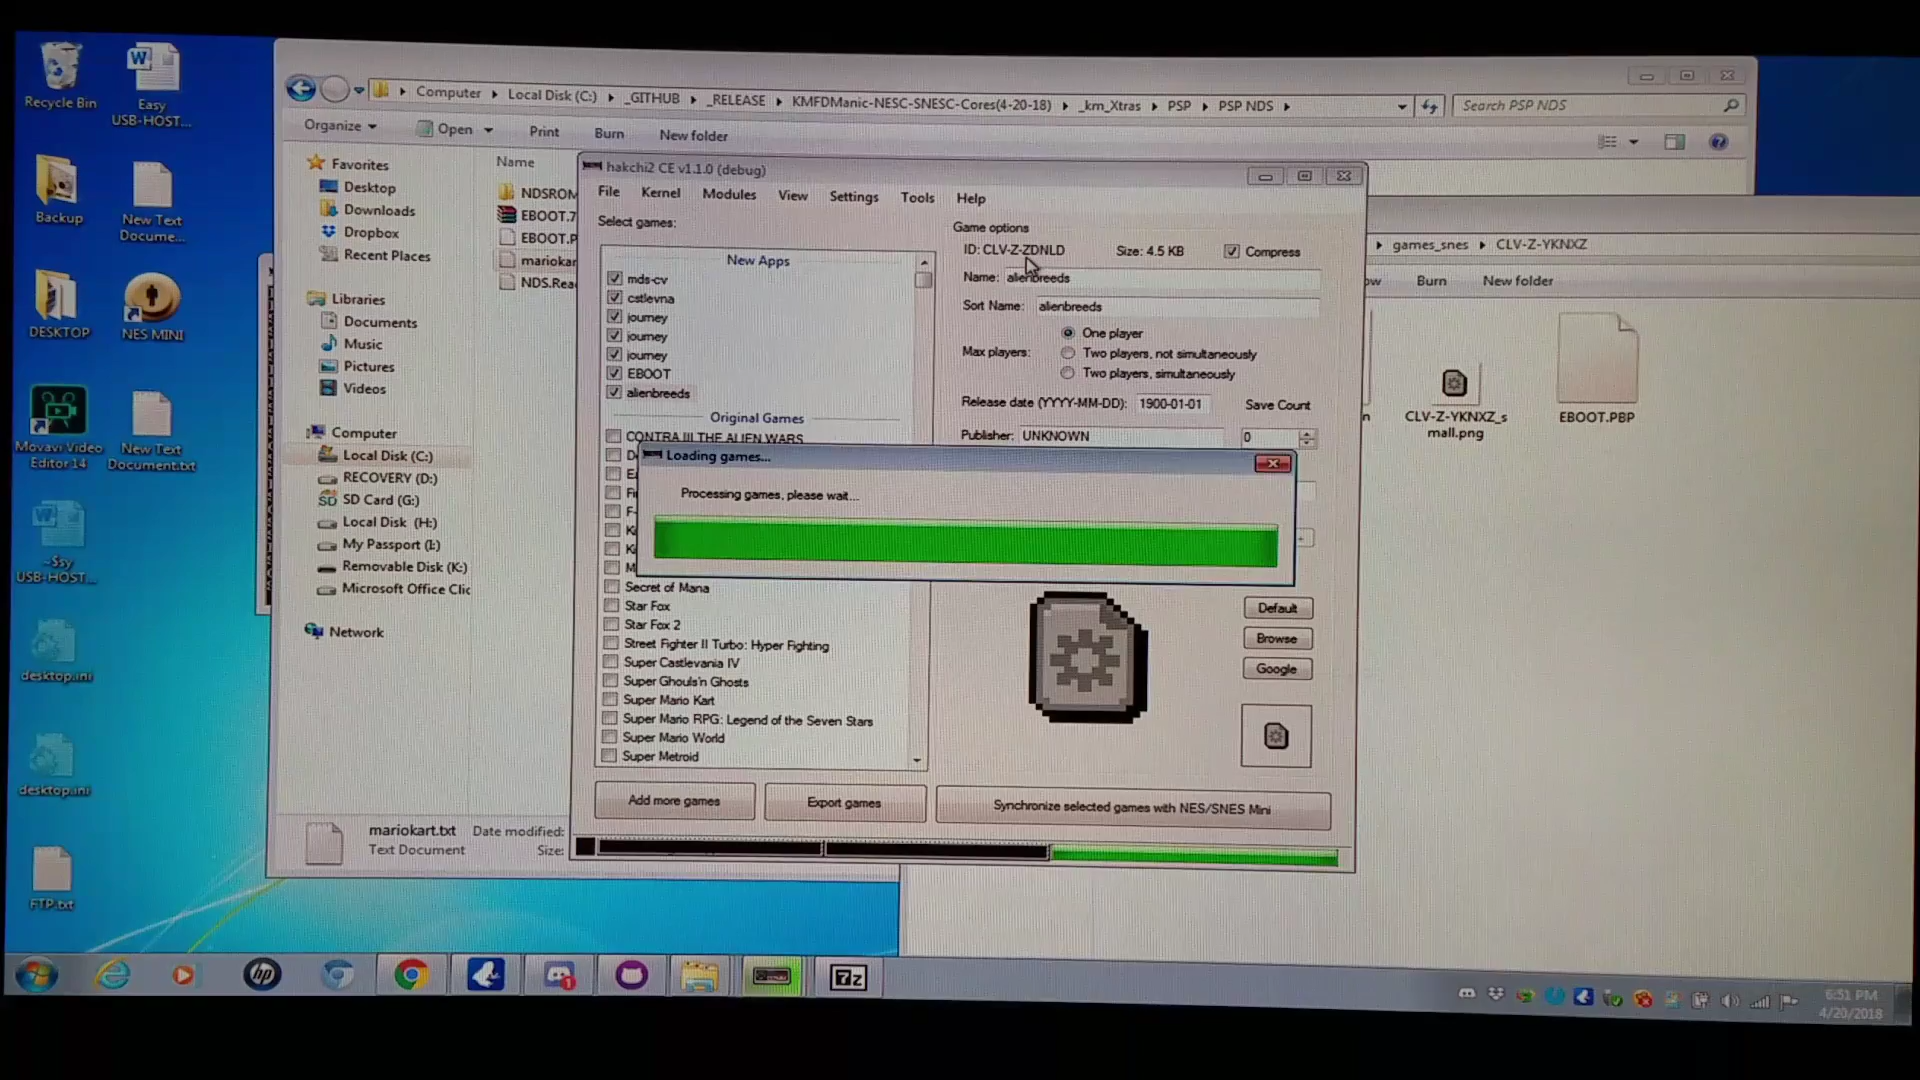 Recycle Bin
Easy
USB-HOST...
Backup
New Text
Docume...
DESKTOP
NES MINI
Movavi Video
Editor 14
New Text
Document.txt
~$sy
USB-HOST...
desktop.ini
desktop.ini
FTP.txt
Computer
Local Disk (C:)
_GITHUB
_RELEASE
KMFDManic-NESC-SNESC-Cores(4-20-18)
_km_Xtras
PSP
PSP NDS
Search PSP NDS
Organize
Open
Print
Burn
New folder
Favorites
Desktop
Downloads
Dropbox
Recent Places
Libraries
Documents
Music
Pictures
Videos
Computer
Local Disk (C:)
RECOVERY (D:)
SD Card (G:)
Local Disk (H:)
My Passport (I:)
Removable Disk (K:)
Microsoft Office Clic
Network
Name
NDSROM
EBOOT.7
EBOOT.P
mariokar
NDS.Rea
mariokart.txt
Date modified:
Text Document
Size:
hakchi2 CE v1.1.0 (debug)
File
Kernel
Modules
View
Settings
Tools
Help
Select games:
New Apps
mds-cv
cstlevna
journey
journey
journey
EBOOT
alienbreeds
Original Games
CONTRA III THE ALIEN WARS
Secret of Mana
Star Fox
Star Fox 2
Street Fighter II Turbo: Hyper Fighting
Super Castlevania IV
Super Ghouls'n Ghosts
Super Mario Kart
Super Mario RPG: Legend of the Seven Stars
Super Mario World
Super Metroid
Add more games
Export games
Synchronize selected games with NES/SNES Mini
Game options
ID: CLV-Z-ZDNLD
Size: 4.5 KB
Compress
Name: alienbreeds
Sort Name: alienbreeds
Max players:
One player
Two players, not simultaneously
Two players, simultaneously
Release date (YYYY-MM-DD): 1900-01-01
Save Count
Publisher: UNKNOWN
0
Default
Browse
Google
Loading games...
Processing games, please wait...
games_snes
CLV-Z-YKNXZ
Burn
New folder
CLV-Z-YKNXZ_s
mall.png
EBOOT.PBP
hp
7z
6:51 PM
4/20/2018